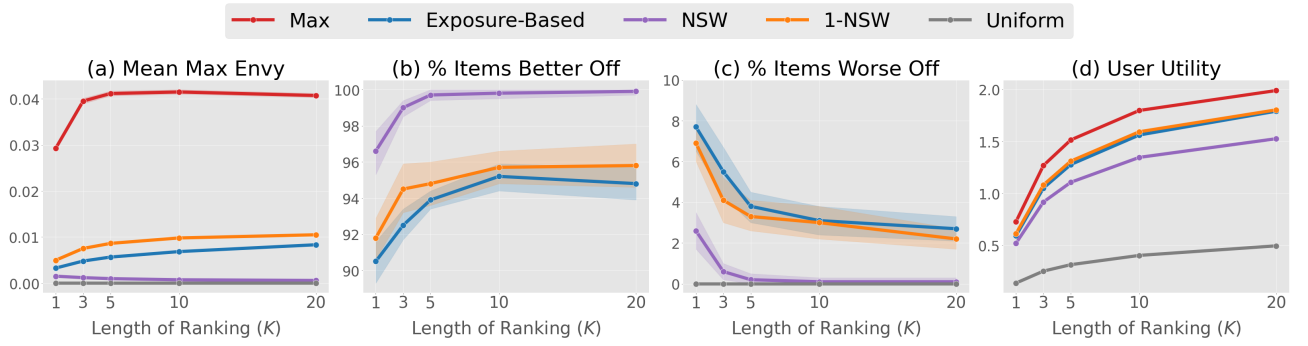 Max Exposure-Based NSW 1-NSW Uniform
(a) Mean Max Envy
0.04
0.03
0.02
0.01
0.00
1 3 5 10 20
Length of Ranking (K)
(b) % Items Better Off
100
98
96
94
92
90
1 3 5 10 20
Length of Ranking (K)
(c) % Items Worse Off
10
8
6
4
2
0
1 3 5 10 20
Length of Ranking (K)
(d) User Utility
2.0
1.5
1.0
0.5
1 3 5 10 20
Length of Ranking (K)